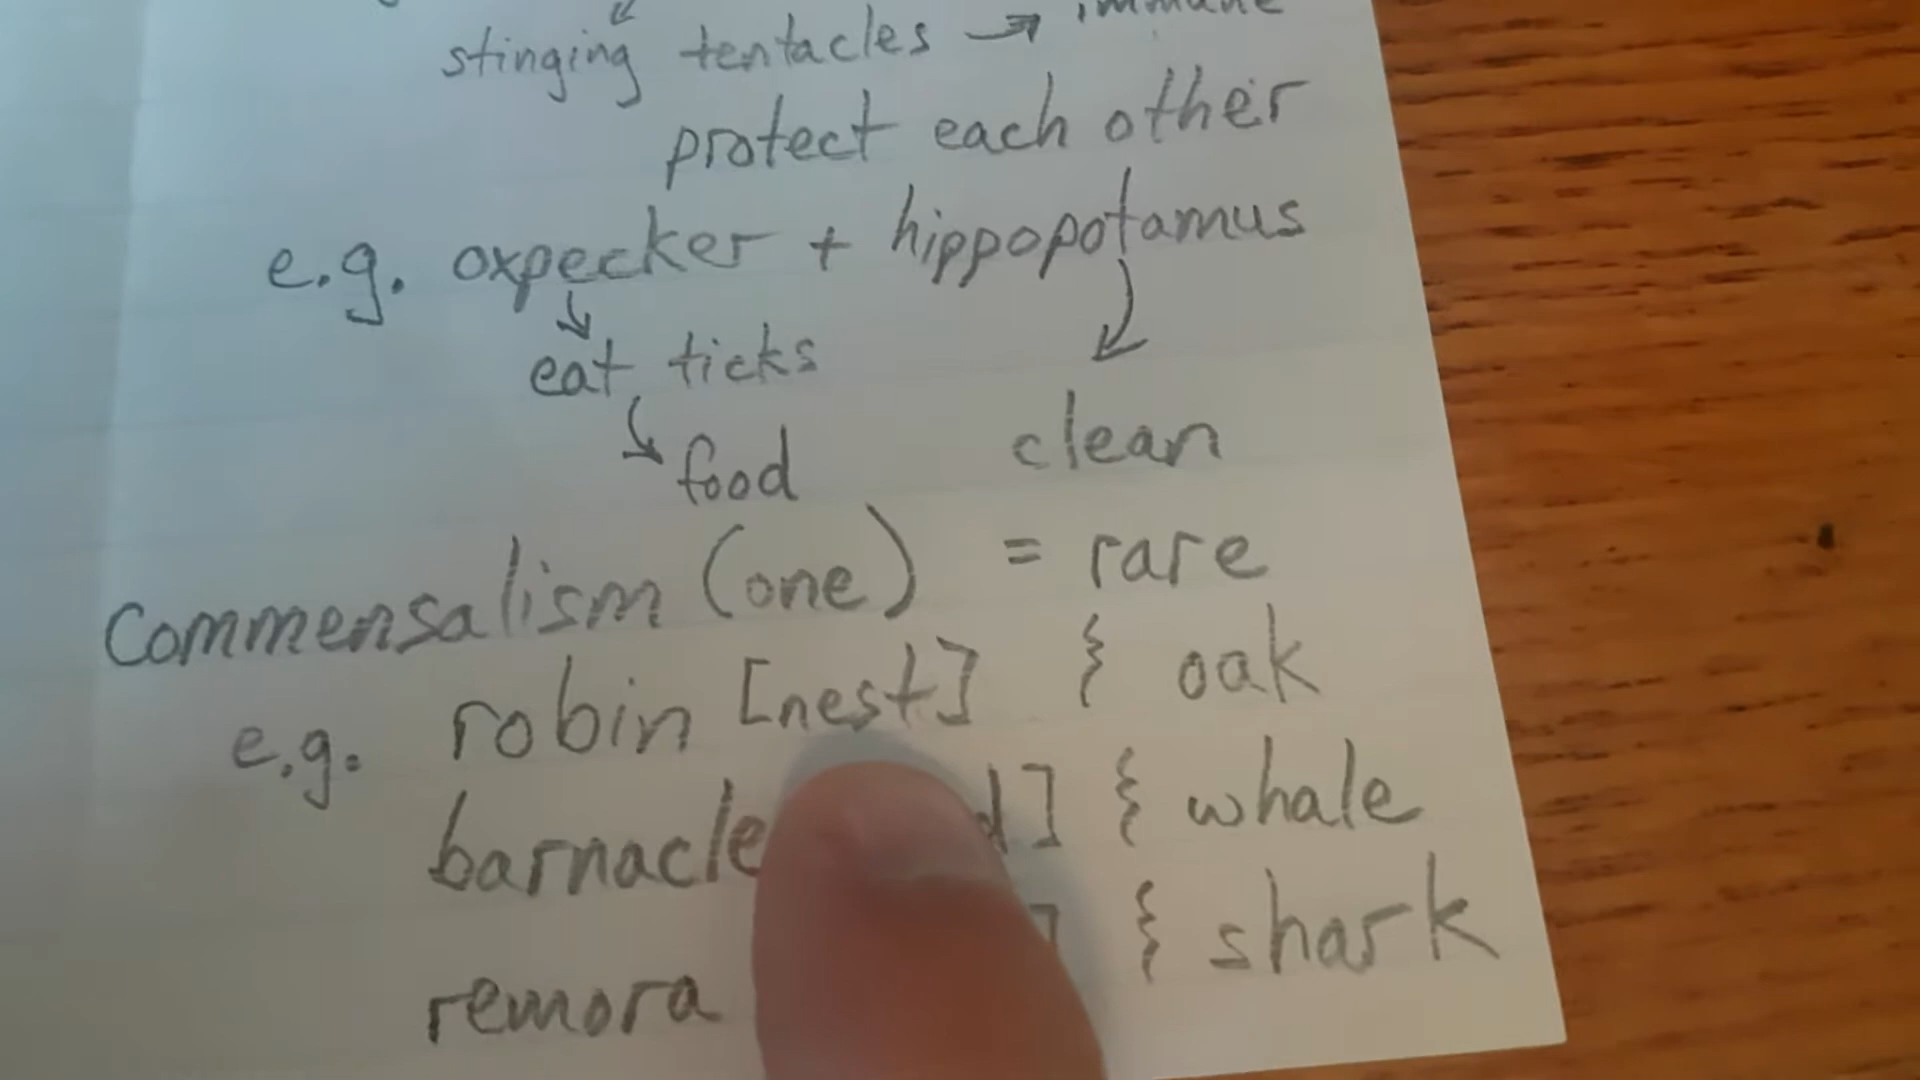 stinging tentacles → immune
protect each other
e.g. oxpecker + hippopotamus
eat ticks
food clean
Commensalism (one) = rare
e.g. robin [nest] { oak
barnacle { whale
remora { shark